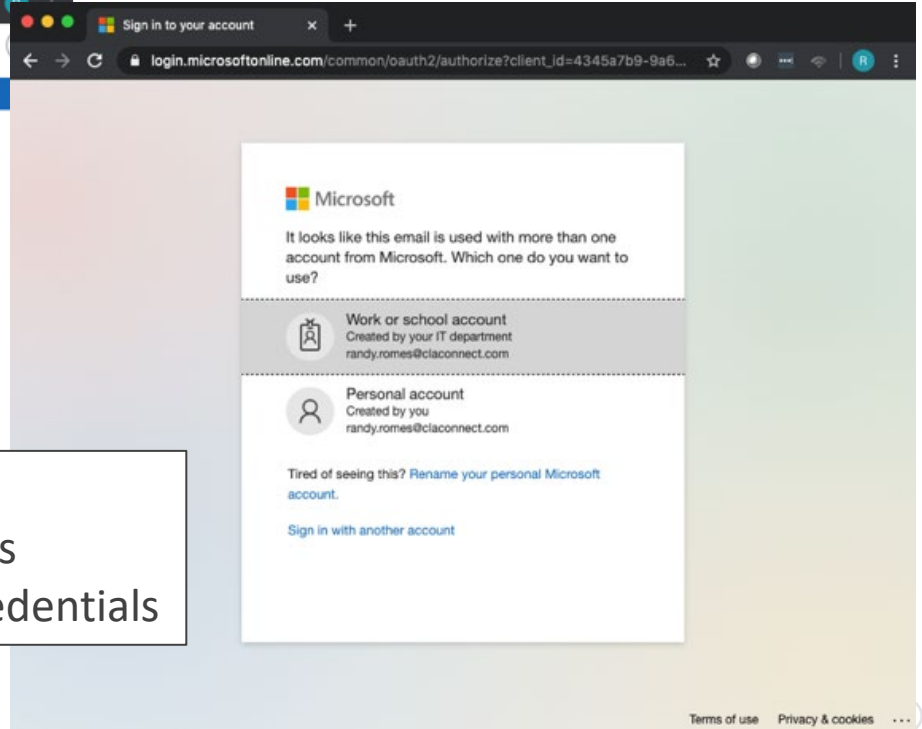 Sign in to your account
login.microsoftonline.com/common/oauth2/authorize?client_id=4345a7b9-9a6...
R
Microsoft
It looks like this email is used with more than one
account from Microsoft. Which one do you want to
use?
Work or school account
Created by your IT department
randy.romes@claconnect.com
Personal account
Created by you
randy.romes@claconnect.com
Tired of seeing this? Rename your personal Microsoft
account.
Sign in with another account
s
edentials
Terms of use Privacy & cookies ...